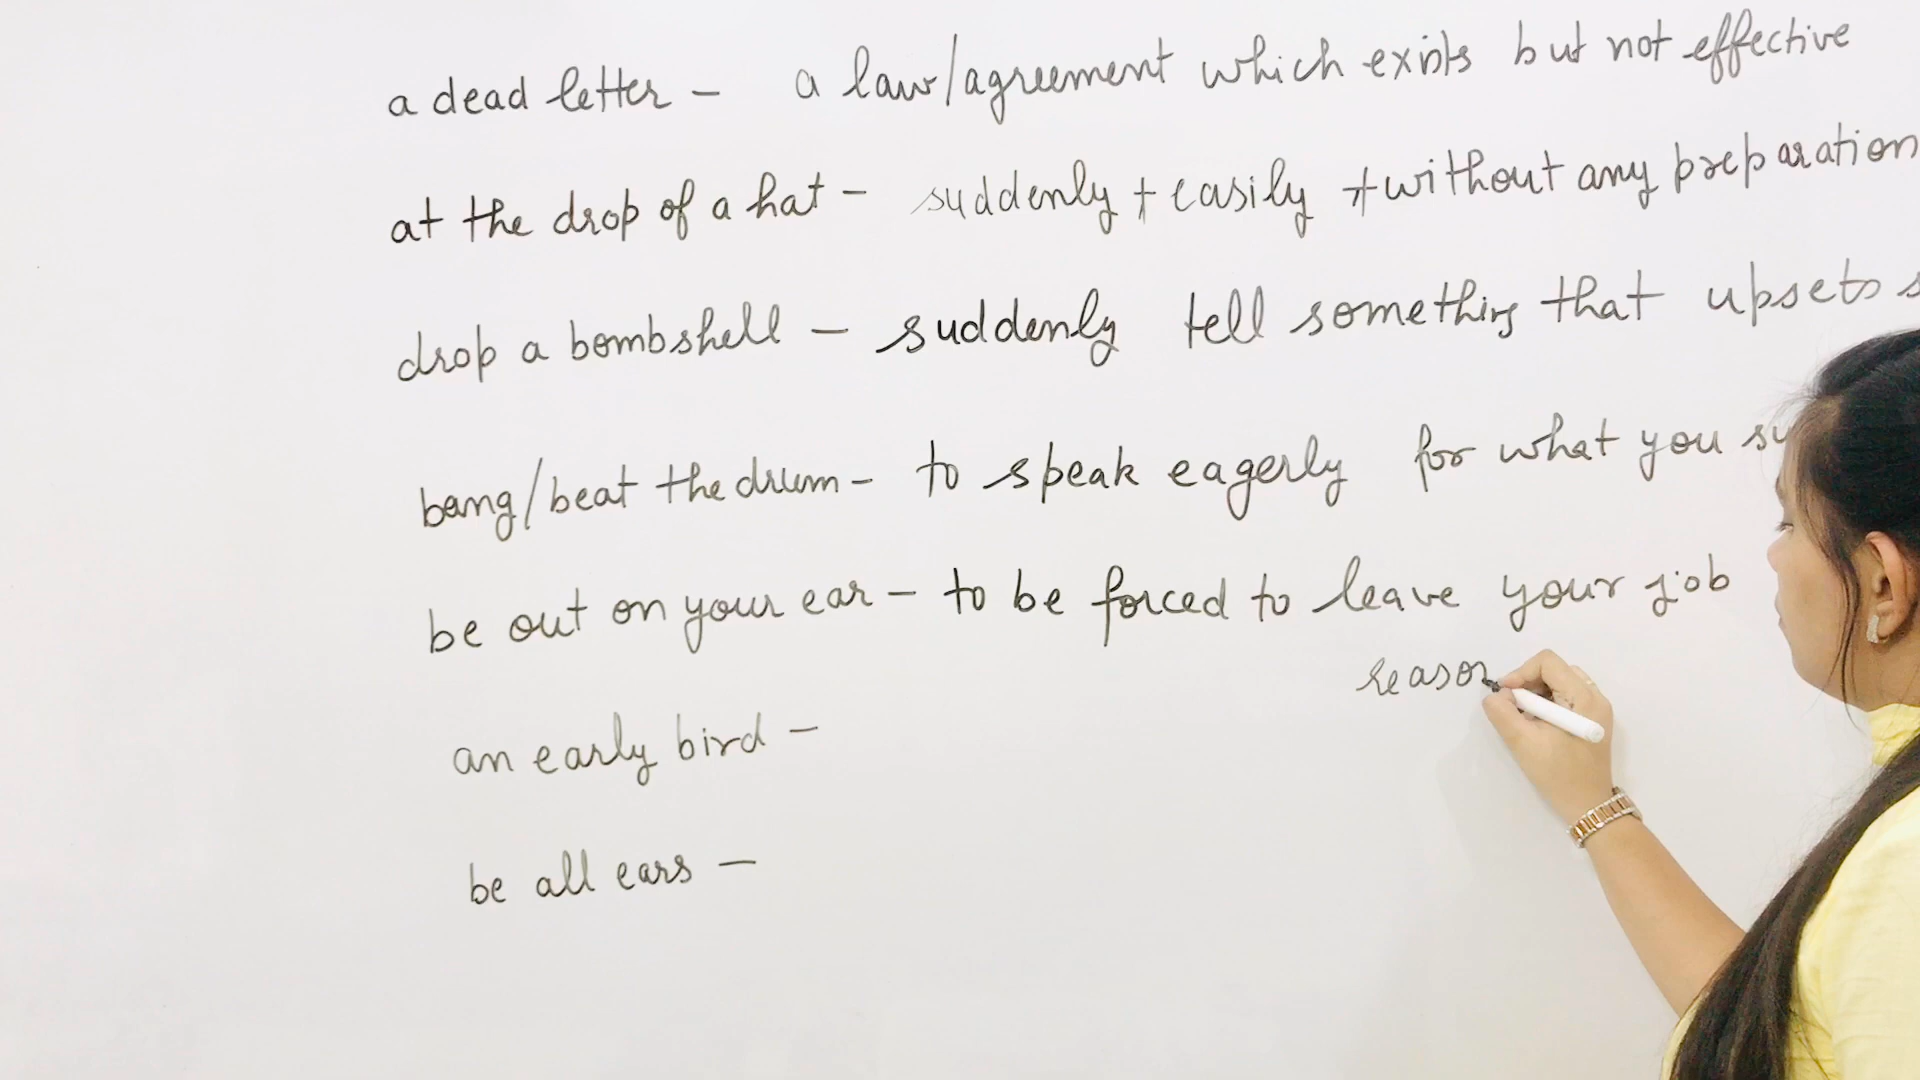 a dead letter - a law/agreement which exists but not effective
at the drop of a hat - suddenly + easily + without any preparation
drop a bombshell - suddenly tell something that upsets
bang/beat the drum - to speak eagerly for what you
be out on your ear - to be forced to leave your job
reason
an early bird -
be all ears -